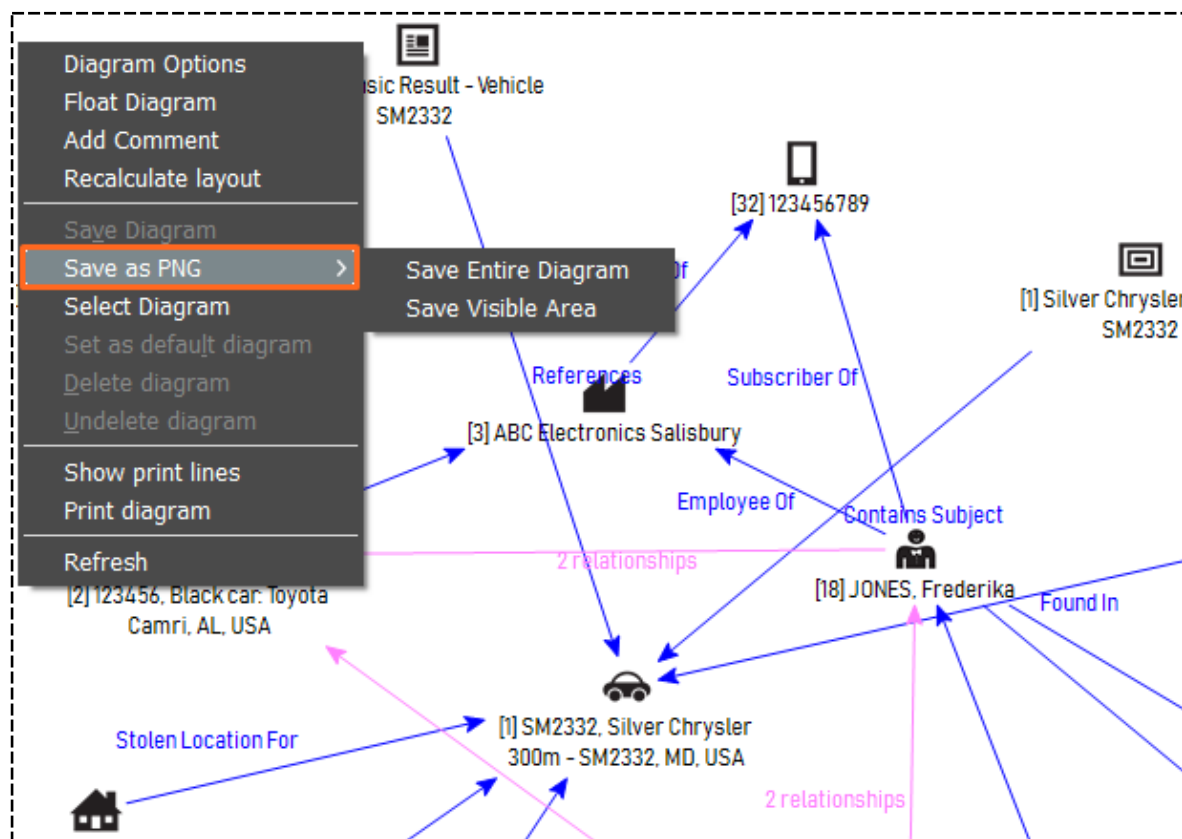 Diagram Options
Float Diagram
Add Comment
Recalculate layout
Save Diagram
Save as PNG
Select Diagram
Set as default diagram
Delete diagram
Undelete diagram
Show print lines
Print diagram
Refresh
Save Entire Diagram
Save Visible Area
Result - Vehicle
SM2332
[32] 123456789
[1] Silver Chrysler
SM2332
References
Subscriber Of
[3] ABC Electronics Salisbury
Employee Of
Contains Subject
2 relationships
[18] JONES, Frederika
Found In
[2] 123456, Black car: Toyota
Camri, AL, USA
[1] SM2332, Silver Chrysler
300m - SM2332, MD, USA
Stolen Location For
2 relationships